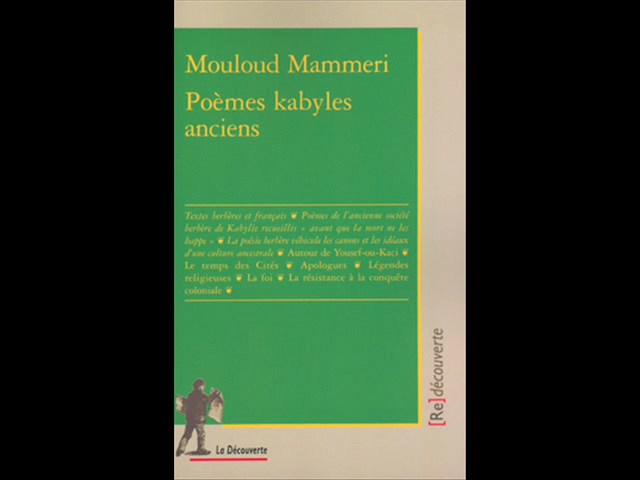 Mouloud Mammeri
Poèmes kabyles
anciens
Textes berbères et français ❦ Poèmes de l'ancienne société
berbère de Kabylie recueillis « avant que la mort ne les
happe » ❦ La poésie berbère véhicule les canons et les idéaux
d'une culture ancestrale ❦ Autour de Yousef-ou-Kaci ❦
Le temps des Cités ❦ Apologues ❦ Légendes
religieuses ❦ La foi ❦ La résistance à la conquête
coloniale ❦
[Re]découverte
La Découverte